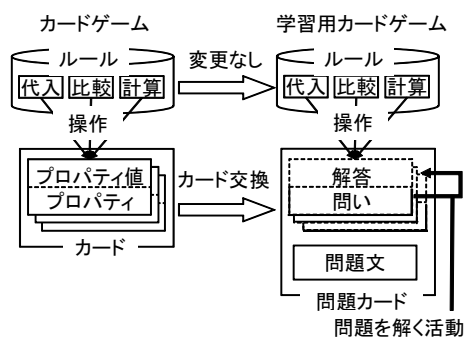 カードゲーム
学習用カードゲーム
ルール
変更なし
ルール
代入 比較 計算
代入 比較 計算
操作
操作
プロパティ値
プロパティ
カード
カード交換
解答
問い
問題文
問題カード
問題を解く活動